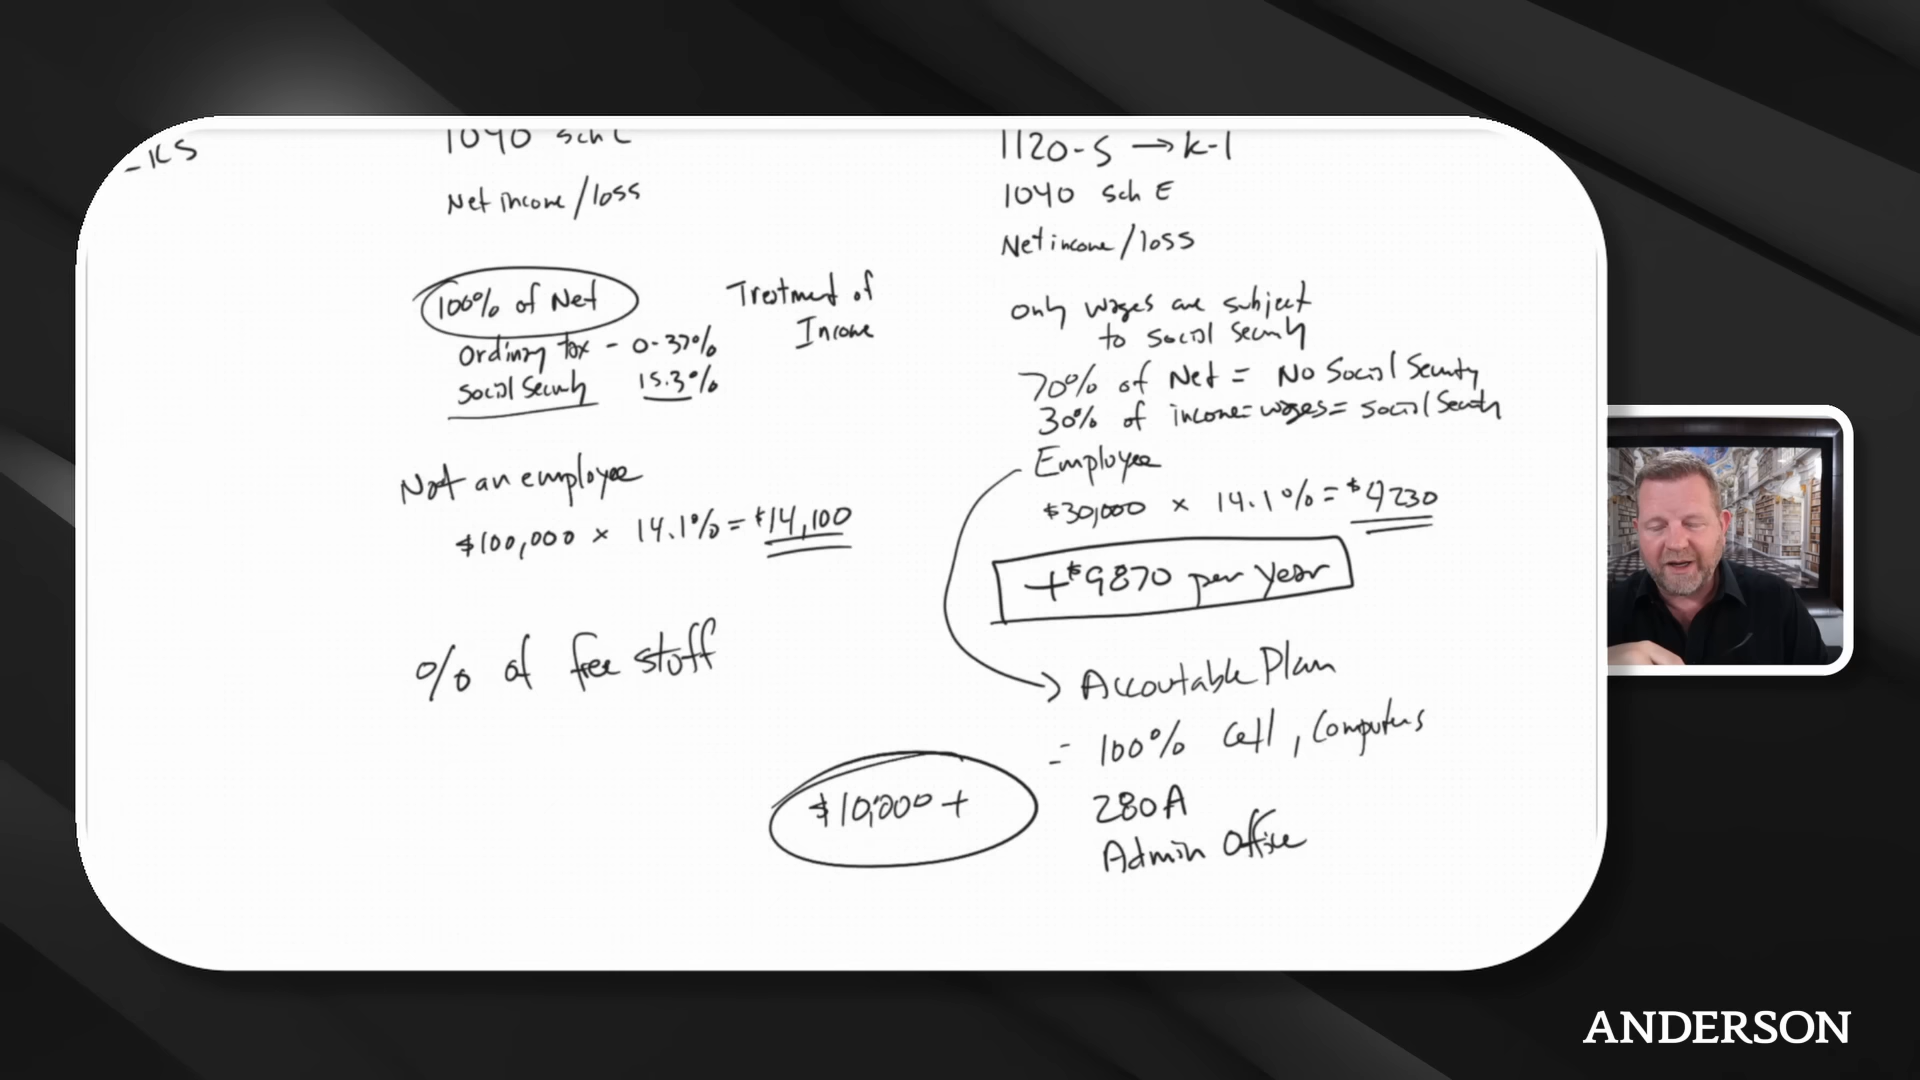 1040 Sch C
Net income/loss
100% of Net
Ordinary tax - 0-37%
Social Security 15.3%
Treatment of
Income
Not an employee
$100,000 x 14.1% = $14,100
% of free stuff
$10,000 +
1120-S → K-1
1040 Sch E
Net income/loss
only wages are subject
to social security
70% of Net = No Social Security
30% of income = wages = social security
Employee
$30,000 x 14.1% = $4230
+$9870 per year
Accoutable Plan
= 100% Cell, Computers
280A
Admin Office
ANDERSON